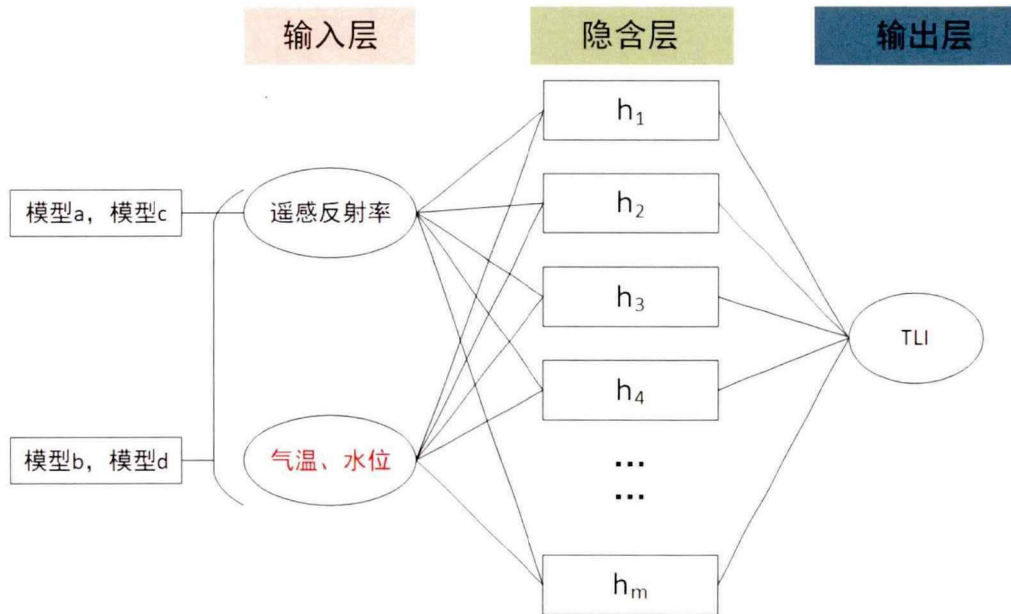 输入层
隐含层
输出层
模型a，模型c
遥感反射率
模型b，模型d
气温、水位
h₁
h₂
h₃
h₄
...
...
hₘ
TLI